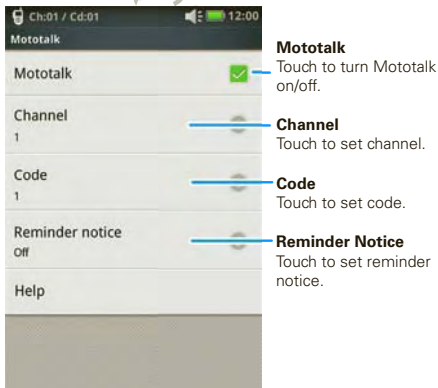 Ch:01 / Cd:01 12:00
Mototalk
Mototalk
Channel
1
Code
1
Reminder notice
Off
Help
Mototalk
Touch to turn Mototalk
on/off.
Channel
Touch to set channel.
Code
Touch to set code.
Reminder Notice
Touch to set reminder
notice.